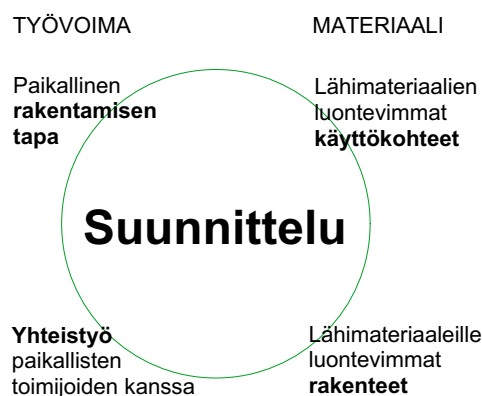 TYÖVOIMA
MATERIAALI
Paikallinen
rakentamisen
tapa
Lähimateriaalien
luontevimmat
käyttökohteet
Suunnittelu
Yhteistyö
paikallisten
toimijoiden kanssa
Lähimateriaaleille
luontevimmat
rakenteet